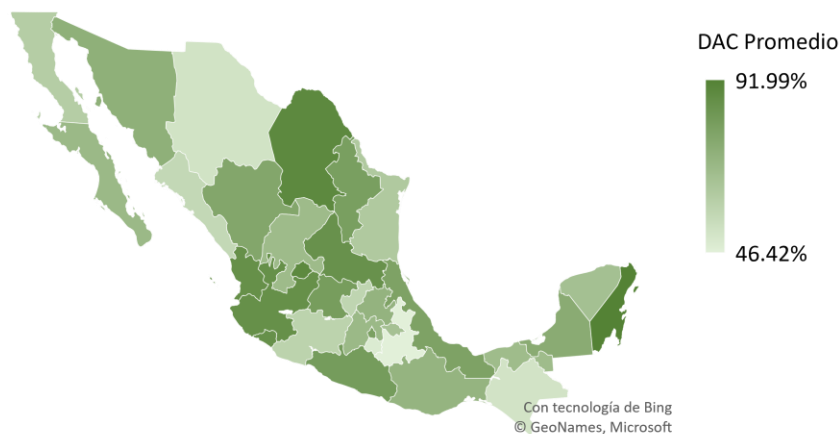 DAC Promedio
91.99%
46.42%
Con tecnología de Bing
© GeoNames, Microsoft